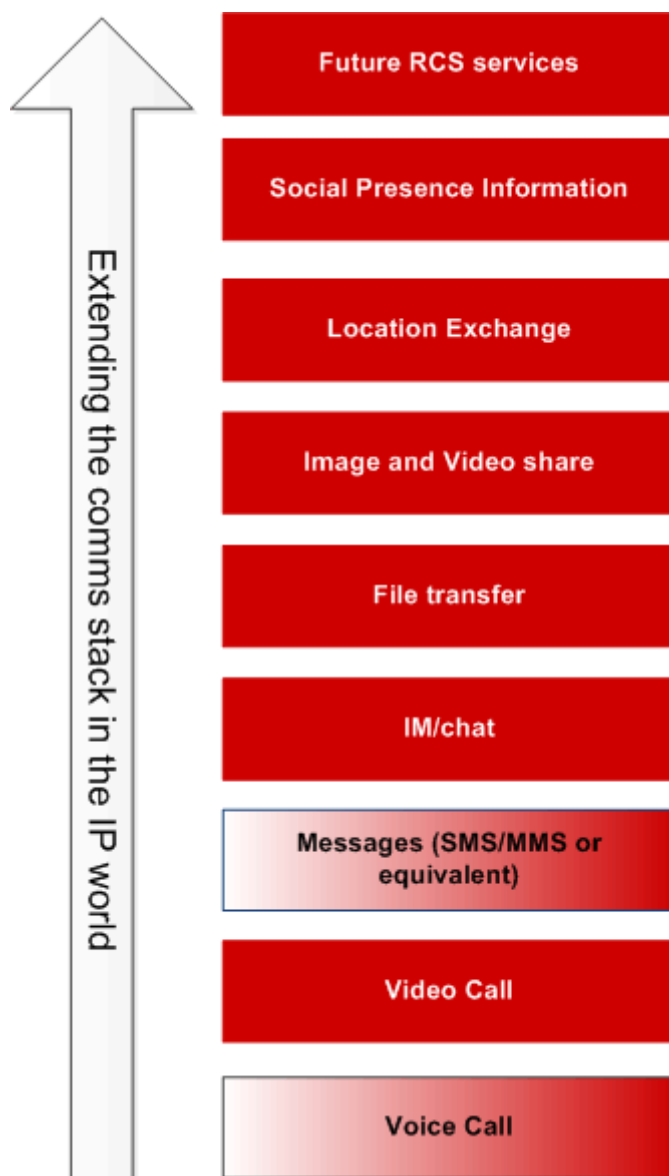 Future RCS services
Social Presence Information
Location Exchange
Image and Video share
File transfer
IM/chat
Messages (SMS/MMS or
equivalent)
Video Call
Voice Call
Extending the comms stack in the IP world